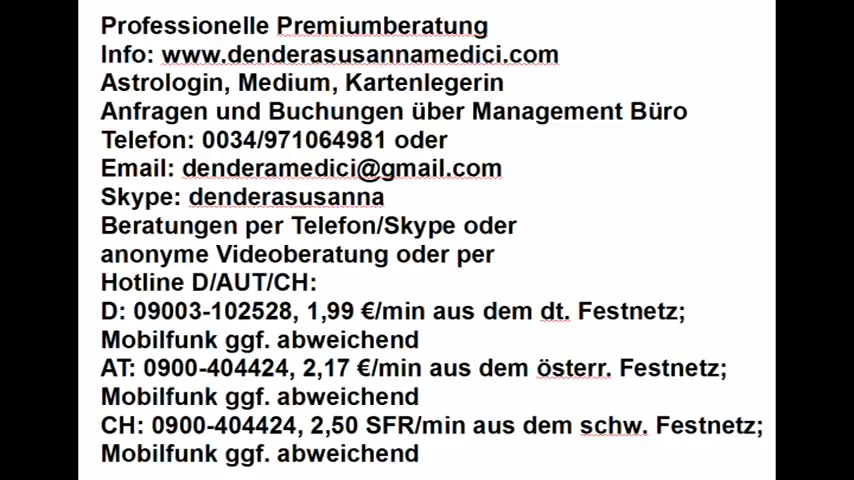 Professionelle Premiumberatung
Info: www.denderasusannamedici.com
Astrologin, Medium, Kartenlegerin
Anfragen und Buchungen über Management Büro
Telefon: 0034/971064981 oder
Email: denderamedici@gmail.com
Skype: denderasusanna
Beratungen per Telefon/Skype oder
anonyme Videoberatung oder per
Hotline D/AUT/CH:
D: 09003-102528, 1,99 €/min aus dem dt. Festnetz;
Mobilfunk ggf. abweichend
AT: 0900-404424, 2,17 €/min aus dem österr. Festnetz;
Mobilfunk ggf. abweichend
CH: 0900-404424, 2,50 SFR/min aus dem schw. Festnetz;
Mobilfunk ggf. abweichend